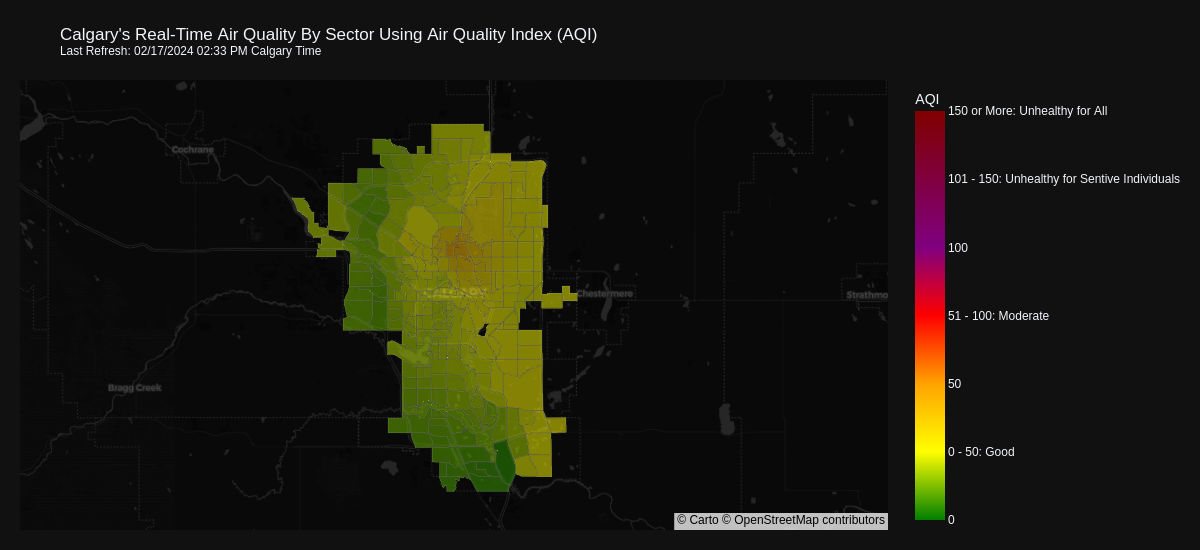 Calgary's Real-Time Air Quality By Sector Using Air Quality Index (AQI)
Last Refresh: 02/17/2024 02:33 PM Calgary Time
AQI
150 or More: Unhealthy for All
Cochrane
101 - 150: Unhealthy for Sentive Individuals
100
Chestermere
Strathmo
51 - 100: Moderate
50
Bragg Creek
0 - 50: Good
0
© Carto © OpenStreetMap contributors